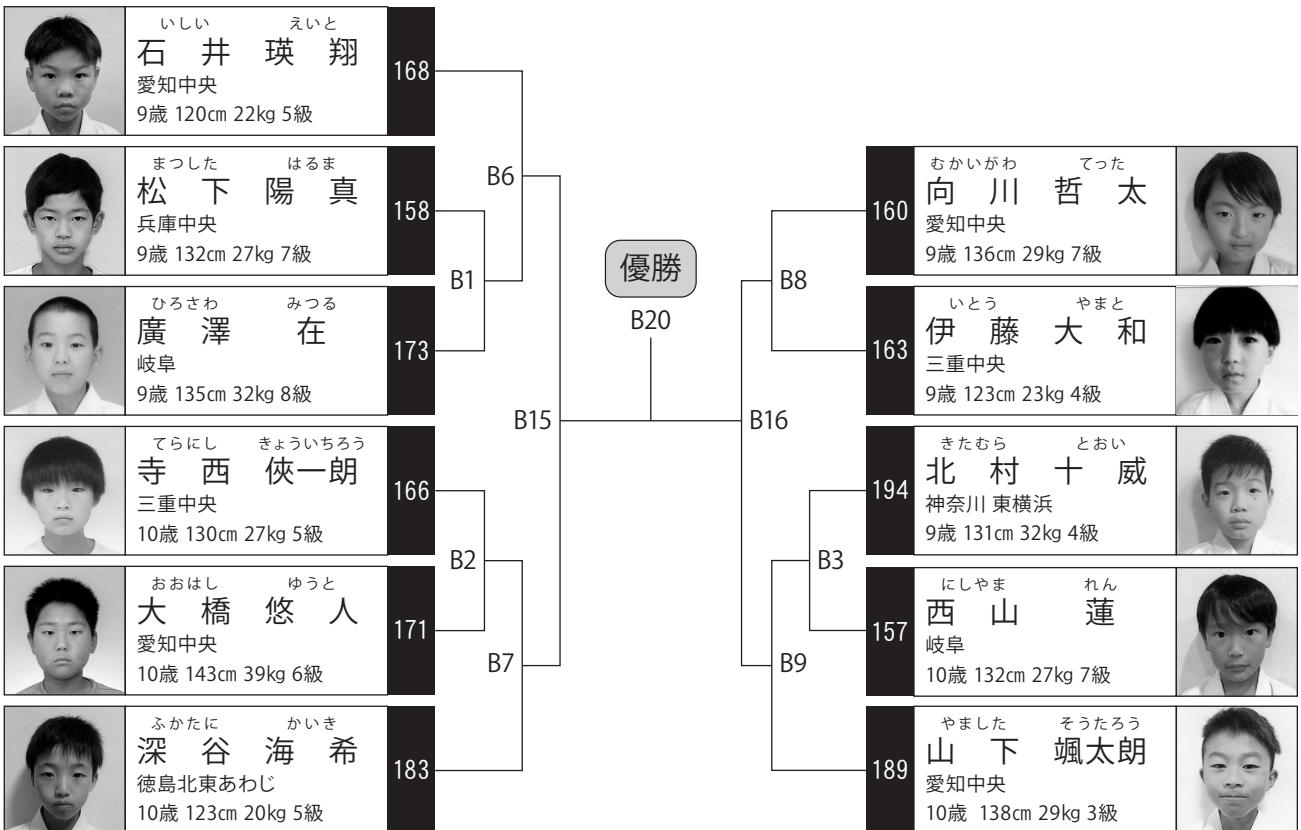 いしい えいと
石井 瑛翔
愛知中央
9歳 120cm 22kg 5級
168
まつした はるま
松下 陽真
兵庫中央
9歳 132cm 27kg 7級
158
ひろさわ みつる
廣澤 在
岐阜
9歳 135cm 32kg 8級
173
てらにし きょういちろう
寺西 俠一朗
三重中央
10歳 130cm 27kg 5級
166
おおはし ゆうと
大橋 悠人
愛知中央
10歳 143cm 39kg 6級
171
ふかたに かいき
深谷 海希
徳島北東あわじ
10歳 123cm 20kg 5級
183
B6
B1
B15
B2
B7
優勝
B20
B8
B16
B3
B9
むかいがわ てった
160
向川 哲太
愛知中央
9歳 136cm 29kg 7級
いとう やまと
163
伊藤 大和
三重中央
9歳 123cm 23kg 4級
きたむら とおい
194
北村 十威
神奈川 東横浜
9歳 131cm 32kg 4級
にしやま れん
157
西山 蓮
岐阜
10歳 132cm 27kg 7級
やました そうたろう
189
山下 颯太朗
愛知中央
10歳 138cm 29kg 3級